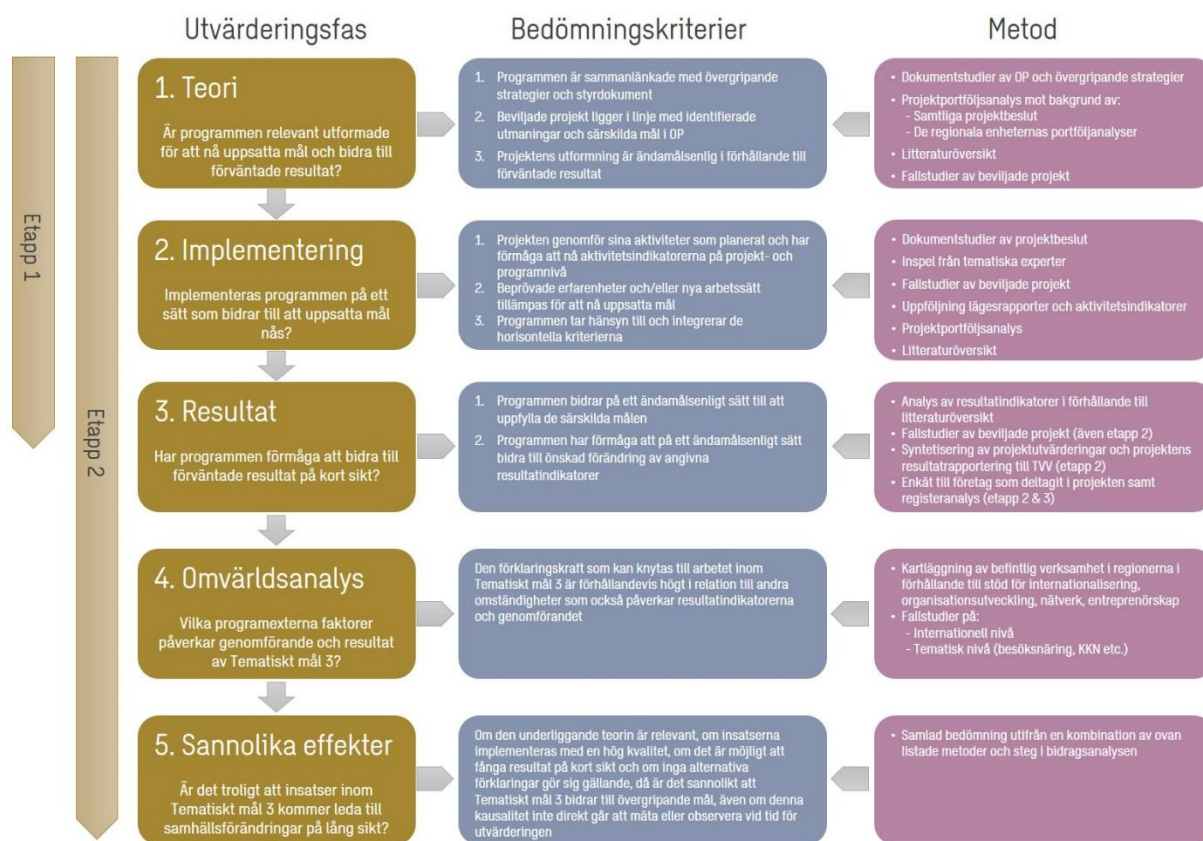 Utvärderingsfas
Bedömningskriterier
Metod
Etapp 1
Etapp 2
1. Teori
Är programmen relevant utformade
för att nå uppsatta mål och bidra till
förväntade resultat?
1. Programmen är sammanlänkade med övergripande
strategier och styrdokument
2. Beviljade projekt ligger i linje med identifierade
utmaningar och särskilda mål i OP
3. Projektens utformning är ändamålsenlig i förhållande till
förväntade resultat
• Dokumentstudier av OP och övergripande strategier
• Projektportföljsanalys mot bakgrund av:
- Samtliga projektbeslut
- De regionala enheternas portföljanalyser
• Litteraturöversikt
• Fallstudier av beviljade projekt
2. Implementering
Implementeras programmen på ett
sätt som bidrar till att uppsatta mål
nås?
1. Projekten genomför sina aktiviteter som planerat och har
förmåga att nå aktivitetsindikatorerna på projekt- och
programnivå
2. Beprövade erfarenheter och/eller nya arbetssätt
tillämpas för att nå uppsatta mål
3. Programmen tar hänsyn till och integrerar de
horisontella kriterierna
• Dokumentstudier av projektbeslut
• Inspel från tematiska experter
• Fallstudier av beviljade projekt
• Uppföljning lägesrapporter och aktivitetsindikatorer
• Projektportföljsanalys
• Litteraturöversikt
3. Resultat
Har programmen förmåga att bidra till
förväntade resultat på kort sikt?
1. Programmen bidrar på ett ändamålsenligt sätt till att
uppfylla de särskilda målen
2. Programmen har förmåga att på ett ändamålsenligt sätt
bidra till önskad förändring av angivna
resultatindikatorer
• Analys av resultatindikatorer i förhållande till
litteraturöversikt
• Fallstudier av beviljade projekt (även etapp 2)
• Syntetisering av projektutvärderingar och projektens
resultatrapportering till TVV (etapp 2)
• Enkät till företag som deltagit i projekten samt
registeranalys (etapp 2 & 3)
4. Omvärldsanalys
Vilka programexterna faktorer
påverkar genomförande och resultat
av Tematiskt mål 3?
Den förklaringskraft som kan knytas till arbetet inom
Tematiskt mål 3 är förhållandevis högt i relation till andra
omständigheter som också påverkar resultatindikatorerna
och genomförandet
• Kartläggning av befintlig verksamhet i regionerna i
förhållande till stöd för internationalisering,
organisationsutveckling, nätverk, entreprenörskap
• Fallstudier på:
- Internationell nivå
- Tematisk nivå (besöksnäring, KKN etc.)
5. Sannolika effekter
Är det troligt att insatser inom
Tematiskt mål 3 kommer leda till
samhällsförändringar på lång sikt?
Om den underliggande teorin är relevant, om insatserna
implementeras med en hög kvalitet, om det är möjligt att
fånga resultat på kort sikt och om inga alternativa
förklaringar gör sig gällande, då är det sannolikt att
Tematiskt mål 3 bidrar till övergripande mål, även om denna
kausalitet inte direkt går att mäta eller observera vid tid för
utvärderingen
• Samlad bedömning utifrån en kombination av ovan
listade metoder och steg i bidragsanalysen